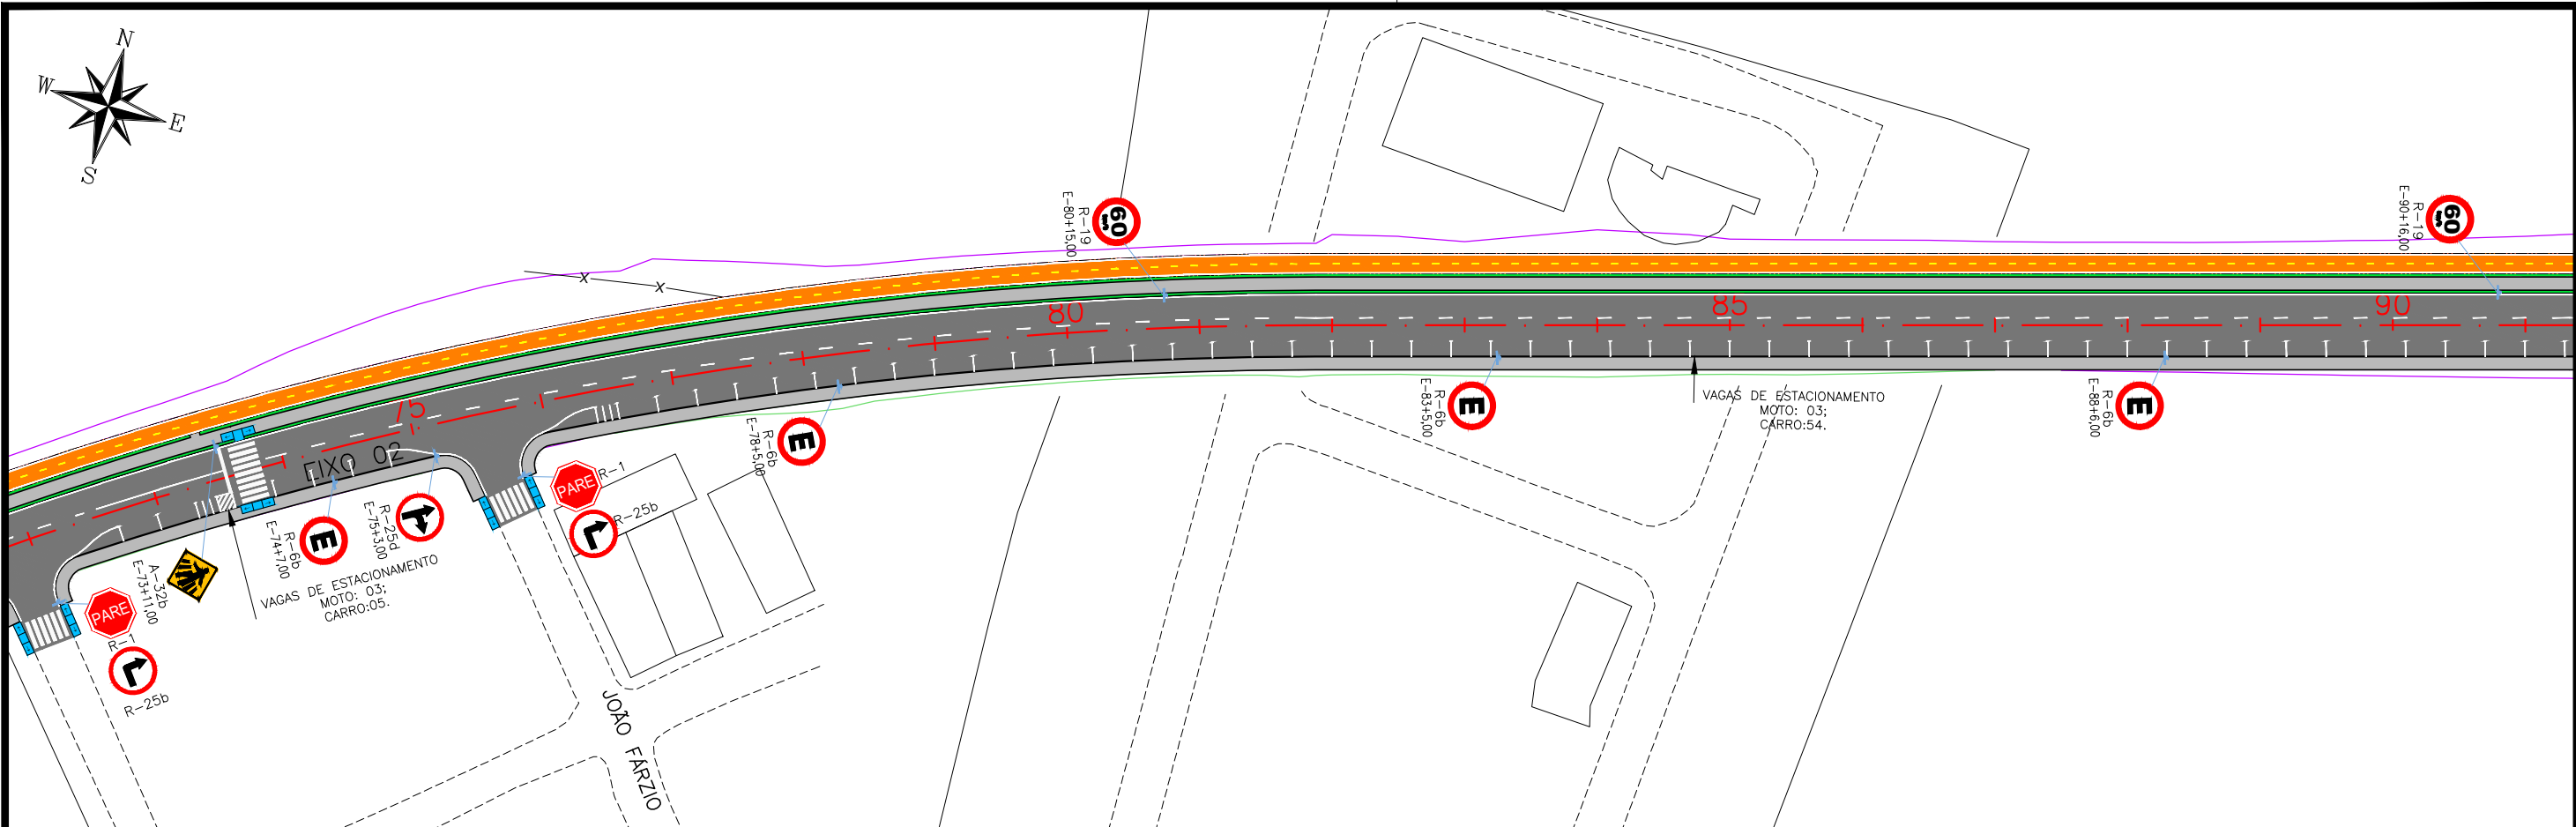 N
W
E
S
R-19
E-80+15,00
60
R-19
E-90+16,00
60
X
X
75
80
85
90
EIXO 02
R-6b
E-78+5,00
E
R-6b
E-83+5,00
E
R-6b
E-88+6,00
E
VAGAS DE ESTACIONAMENTO
MOTO: 03;
CARRO:54.
PARE
R-1
R-25b
R-25d
E-75+3,00
R-6b
E-74+7,00
E
VAGAS DE ESTACIONAMENTO
MOTO: 03;
CARRO:05.
A-32b
E-73+11,00
PARE
R-1
R-25b
JOÃO FÁRZIO